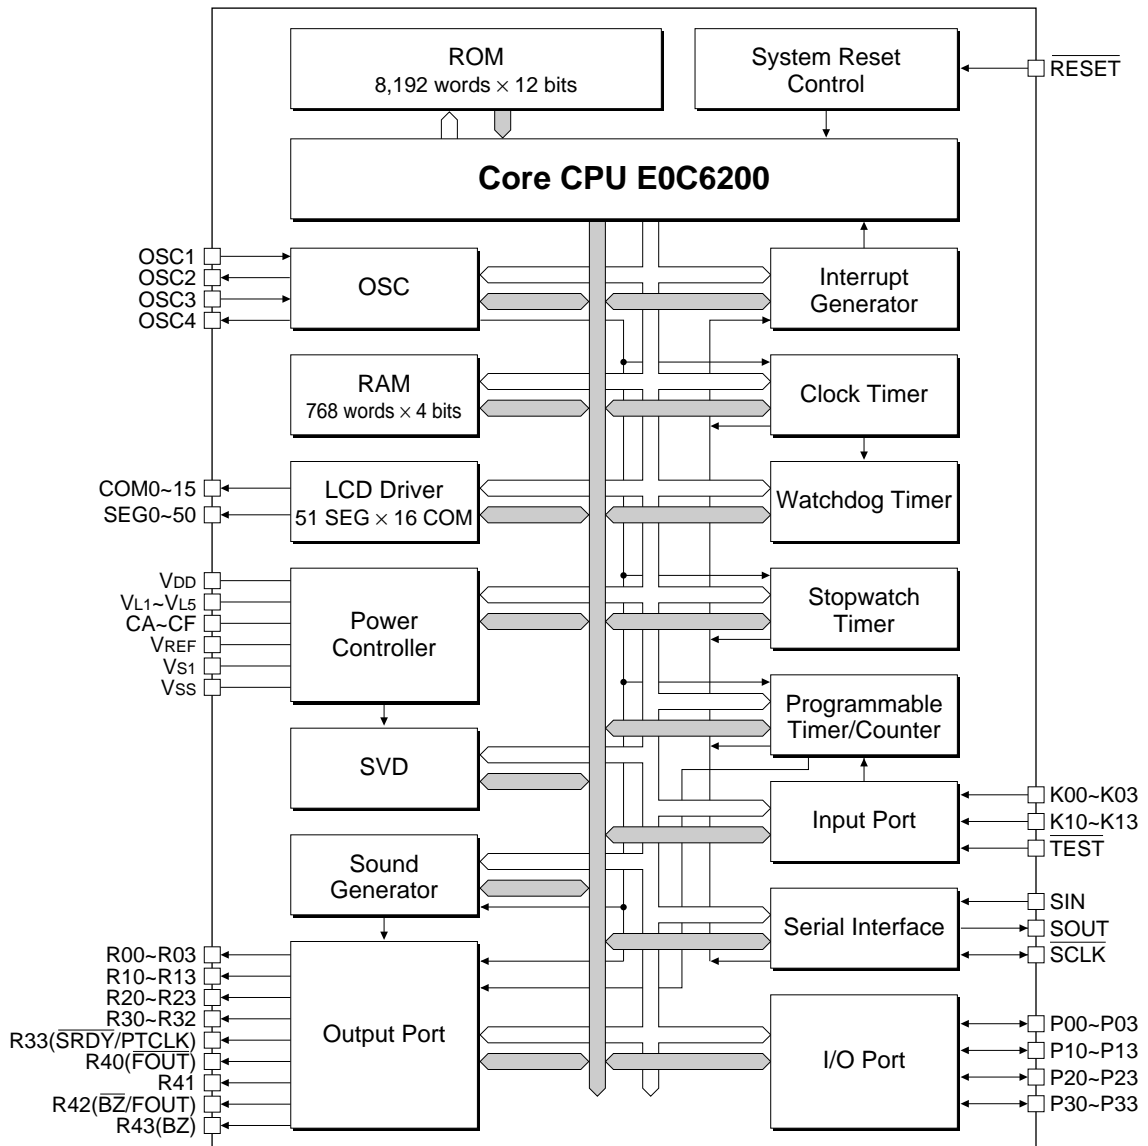 ROM
8,192 words × 12 bits
System Reset
Control
RESET
Core CPU E0C6200
OSC1
OSC2
OSC3
OSC4
OSC
Interrupt
Generator
RAM
768 words × 4 bits
Clock Timer
COM0~15
SEG0~50
LCD Driver
51 SEG × 16 COM
Watchdog Timer
VDD
VL1~VL5
CA~CF
VREF
VS1
VSS
Power
Controller
Stopwatch
Timer
Programmable
Timer/Counter
SVD
Input Port
K00~K03
K10~K13
TEST
Sound
Generator
Serial Interface
SIN
SOUT
SCLK
R00~R03
R10~R13
R20~R23
R30~R32
R33(SRDY/PTCLK)
R40(FOUT)
R41
R42(BZ/FOUT)
R43(BZ)
Output Port
I/O Port
P00~P03
P10~P13
P20~P23
P30~P33